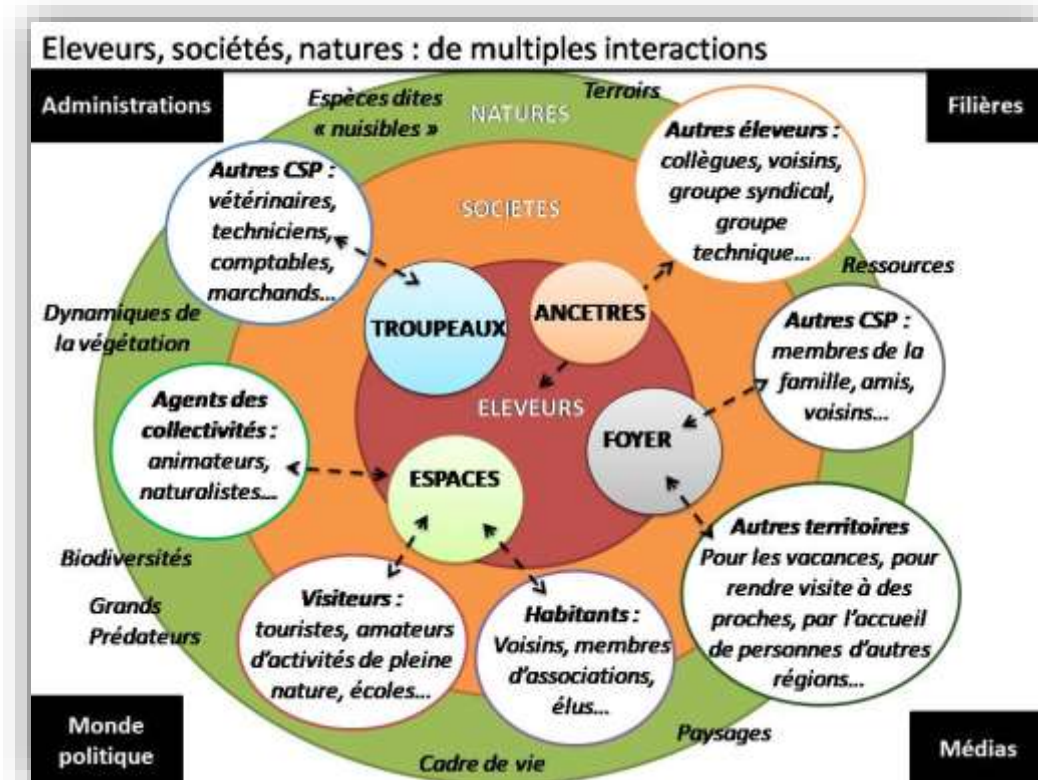 Eleveurs, sociétés, natures : de multiples interactions
Administrations
Filières
Espèces dites
« nuisibles »
NATURES
Terroirs
Autres CSP :
vétérinaires,
techniciens,
comptables,
marchands...
SOCIETES
Autres éleveurs :
collègues, voisins,
groupe syndical,
groupe
technique...
Ressources
Dynamiques de
la végétation
TROUPEAUX
ANCETRES
Autres CSP :
membres de la
famille, amis,
voisins...
Agents des
collectivités :
animateurs,
naturalistes...
ELEVEURS
FOYER
ESPACES
Autres territoires
Pour les vacances, pour
rendre visite à des
proches, par l'accueil
de personnes d'autres
régions...
Biodiversités
Grands
Prédateurs
Visiteurs :
touristes, amateurs
d'activités de pleine
nature, écoles...
Habitants :
Voisins, membres
d'associations,
élus...
Paysages
Cadre de vie
Monde
politique
Médias